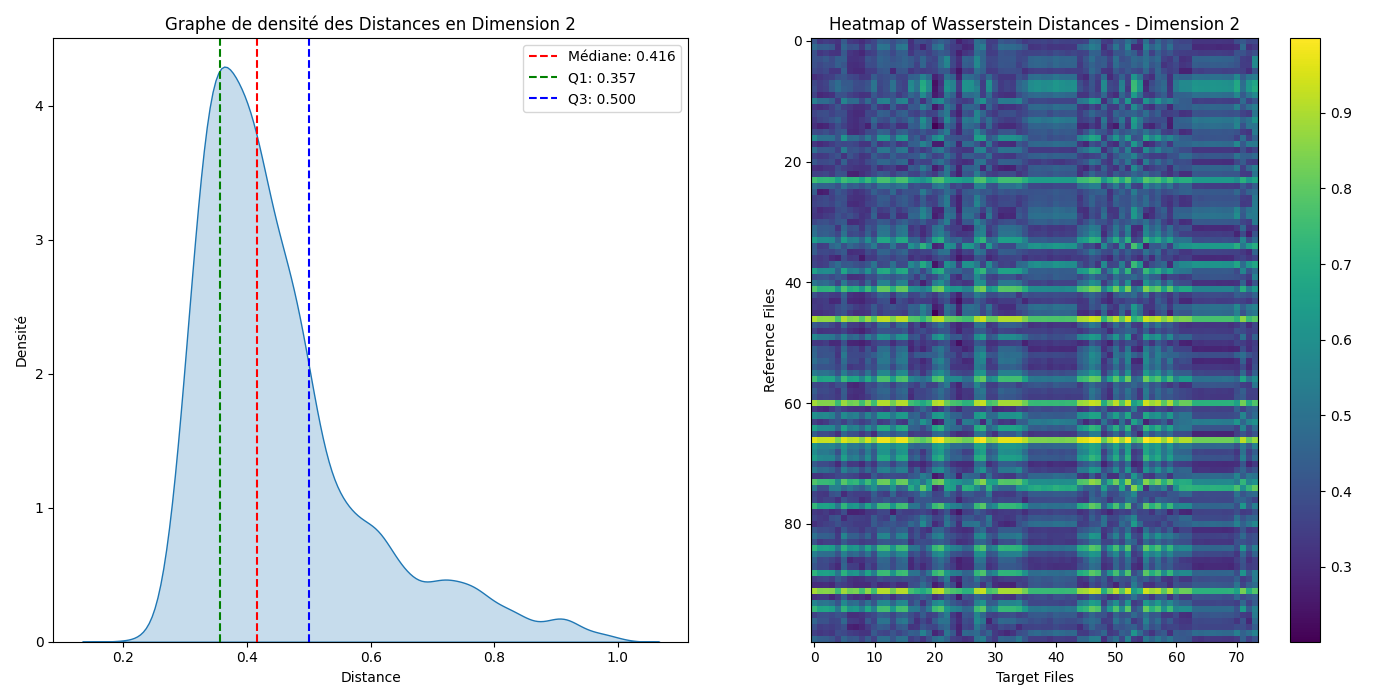 Graphe de densité des Distances en Dimension 2
Médiane: 0.416
Q1: 0.357
Q3: 0.500
4
3
2
1
0
Densité
0.2 0.4 0.6 0.8 1.0
Distance
Heatmap of Wasserstein Distances - Dimension 2
0
20
40
60
80
Reference Files
0 10 20 30 40 50 60 70
Target Files
0.9
0.8
0.7
0.6
0.5
0.4
0.3